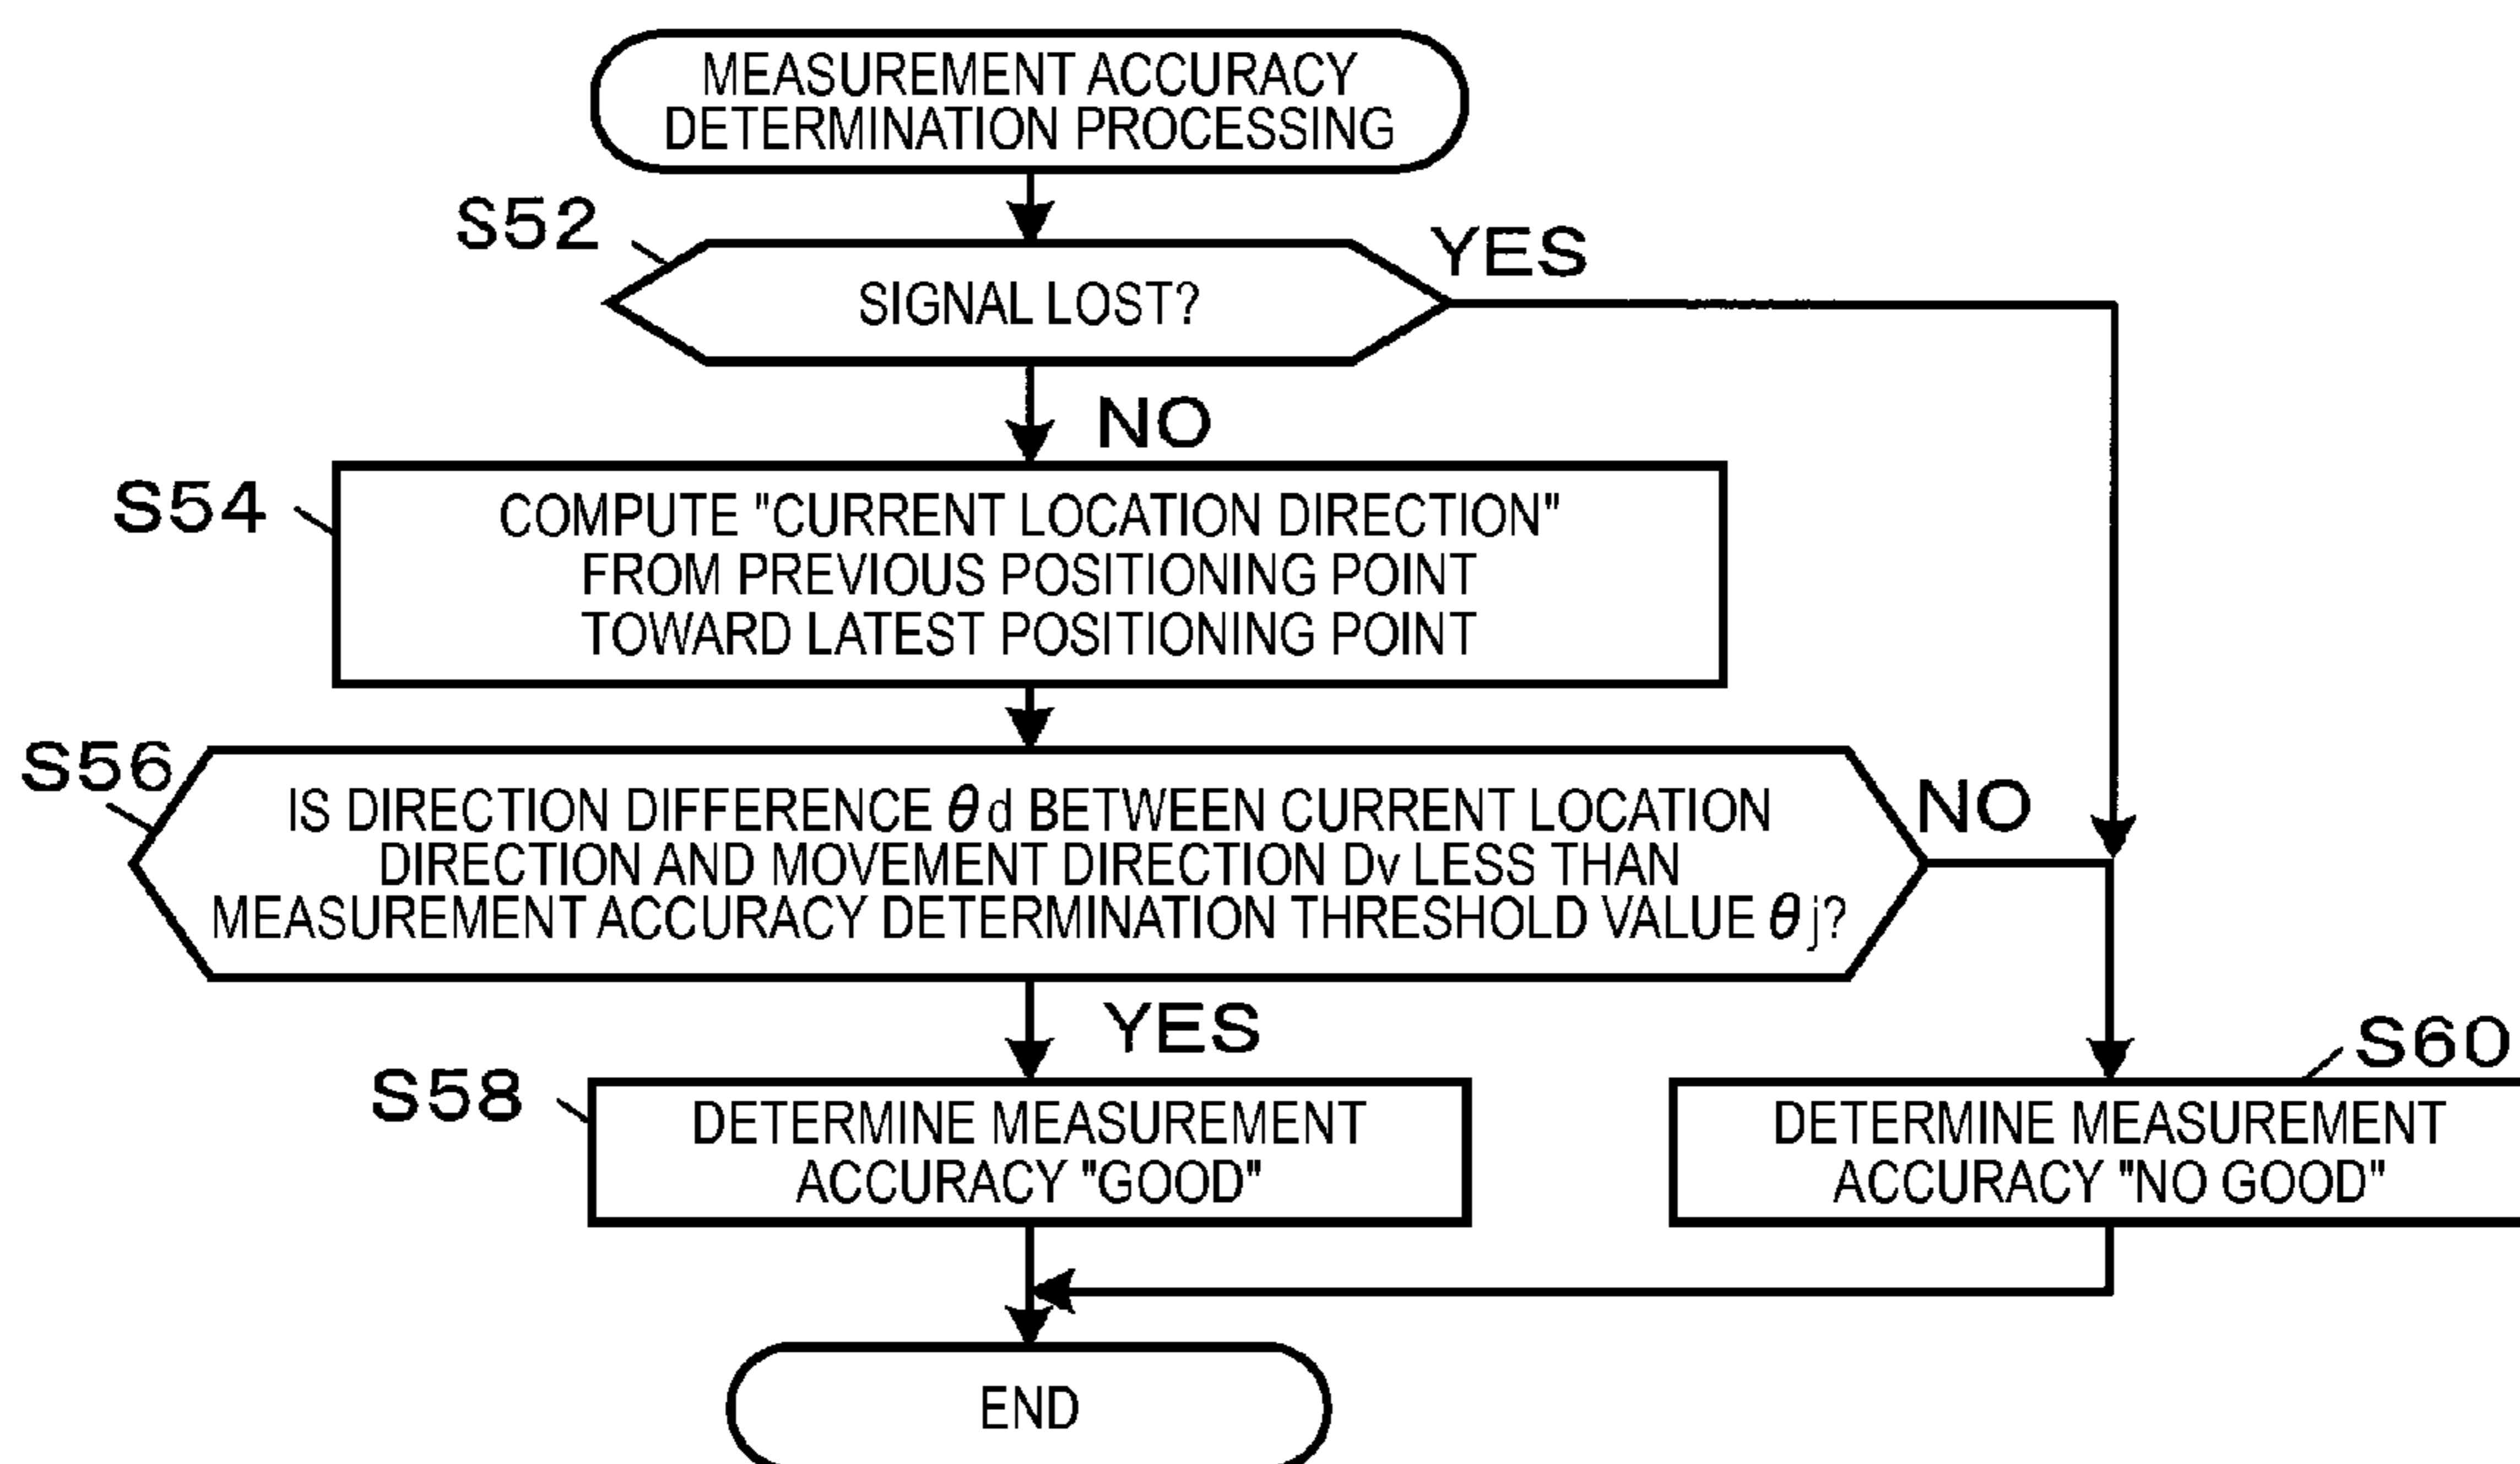 MEASUREMENT ACCURACY
DETERMINATION PROCESSING
S52
SIGNAL LOST?
YES
NO
S54
COMPUTE "CURRENT LOCATION DIRECTION"
FROM PREVIOUS POSITIONING POINT
TOWARD LATEST POSITIONING POINT
S56
IS DIRECTION DIFFERENCE θd BETWEEN CURRENT LOCATION
DIRECTION AND MOVEMENT DIRECTION Dv LESS THAN
MEASUREMENT ACCURACY DETERMINATION THRESHOLD VALUE θj?
NO
YES
S58
DETERMINE MEASUREMENT
ACCURACY "GOOD"
S60
DETERMINE MEASUREMENT
ACCURACY "NO GOOD"
END